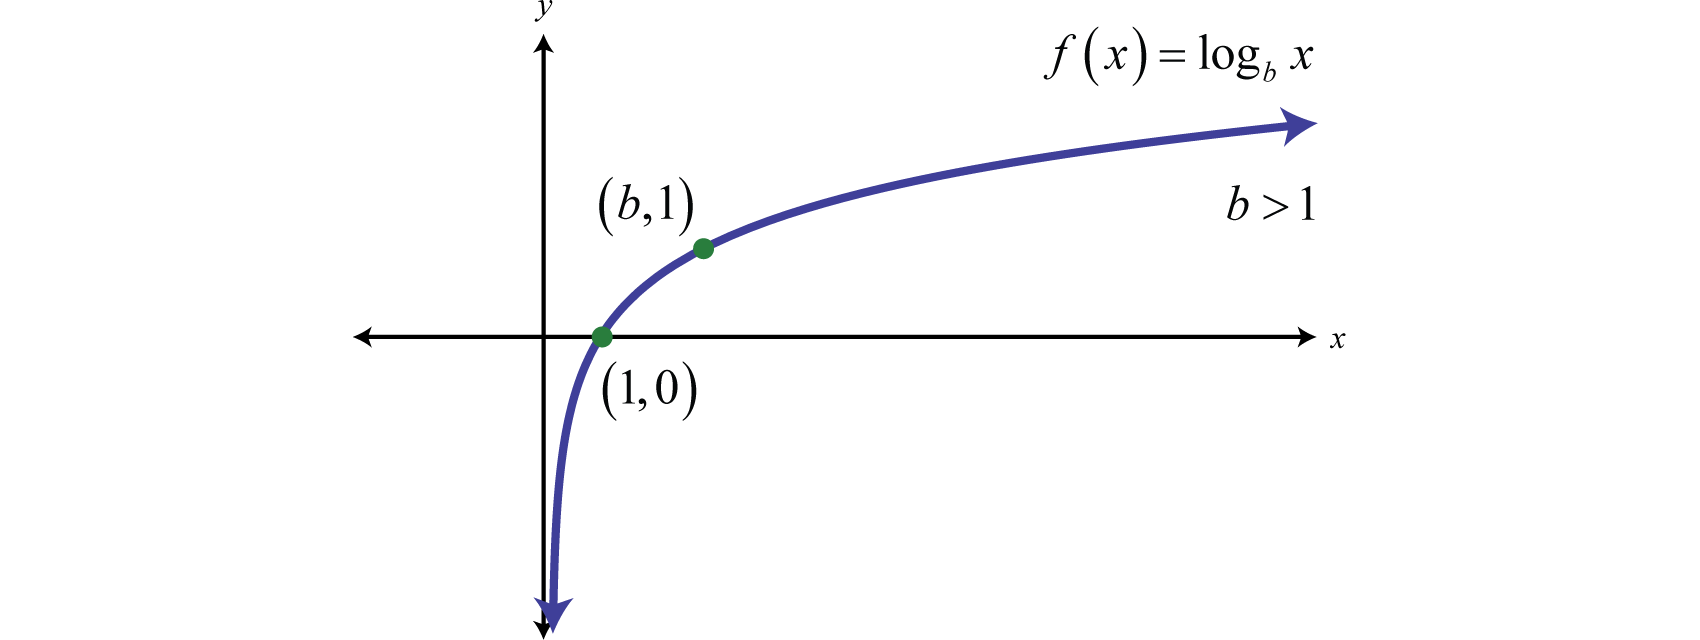 y
f(x) = log_b x
(b,1)
b > 1
x
(1,0)